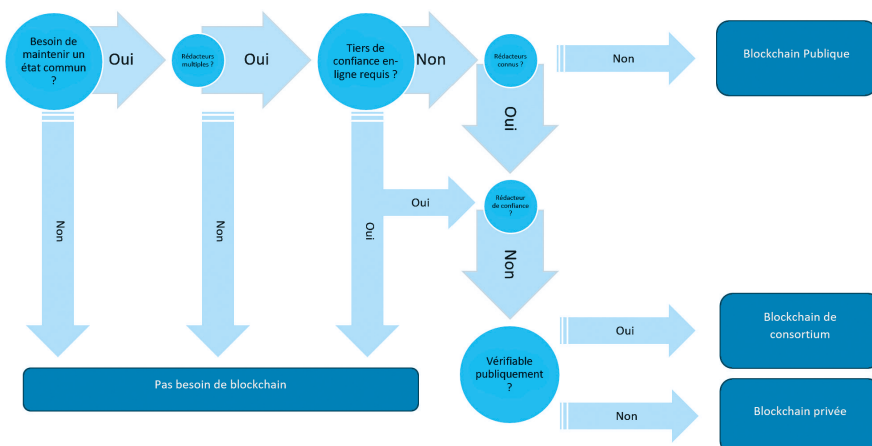 Besoin de
maintenir un
état commun
?
Oui
Rédacteurs
multiples ?
Oui
Tiers de
confiance en-
ligne requis ?
Non
Rédacteurs
connus ?
Non
Blockchain Publique
Oui
Non
Non
Oui
Oui
Rédacteur
de confiance
?
Non
Vérifiable
publiquement
?
Oui
Blockchain de
consortium
Non
Blockchain privée
Pas besoin de blockchain